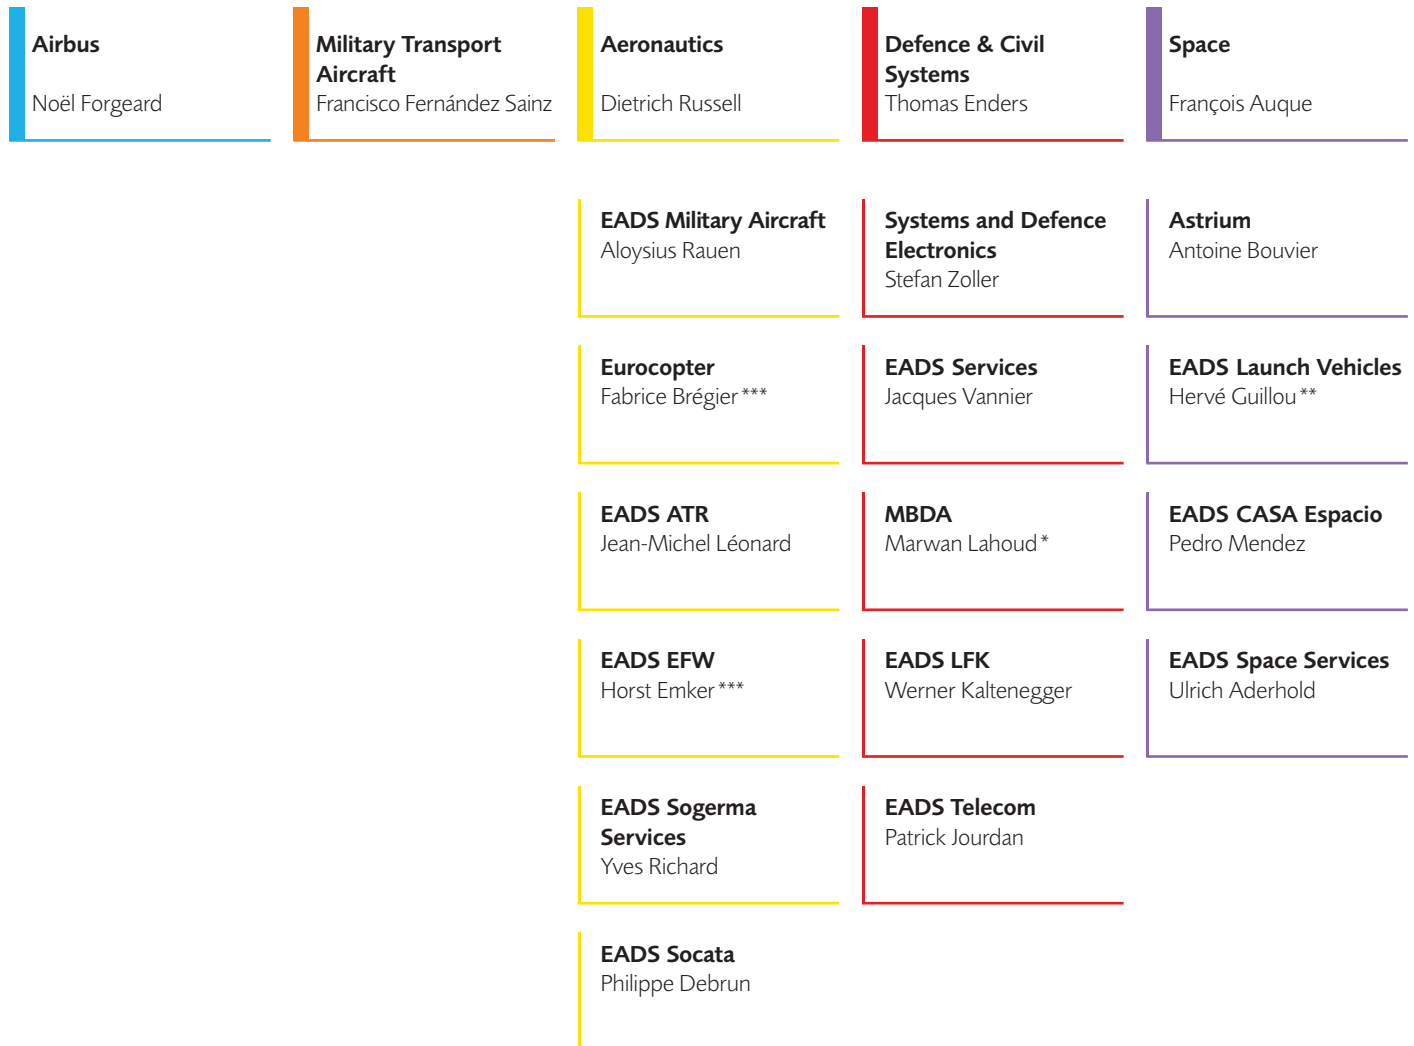 Airbus
Noël Forgeard
Military Transport
Aircraft
Francisco Fernández Sainz
Aeronautics
Dietrich Russell
Defence & Civil
Systems
Thomas Enders
Space
François Auque
EADS Military Aircraft
Aloysius Rauen
Systems and Defence
Electronics
Stefan Zoller
Astrium
Antoine Bouvier
Eurocopter
Fabrice Brégier ***
EADS Services
Jacques Vannier
EADS Launch Vehicles
Hervé Guillou **
EADS ATR
Jean-Michel Léonard
MBDA
Marwan Lahoud *
EADS CASA Espacio
Pedro Mendez
EADS EFW
Horst Emker ***
EADS LFK
Werner Kaltenegger
EADS Space Services
Ulrich Aderhold
EADS Sogerma
Services
Yves Richard
EADS Telecom
Patrick Jourdan
EADS Socata
Philippe Debrun